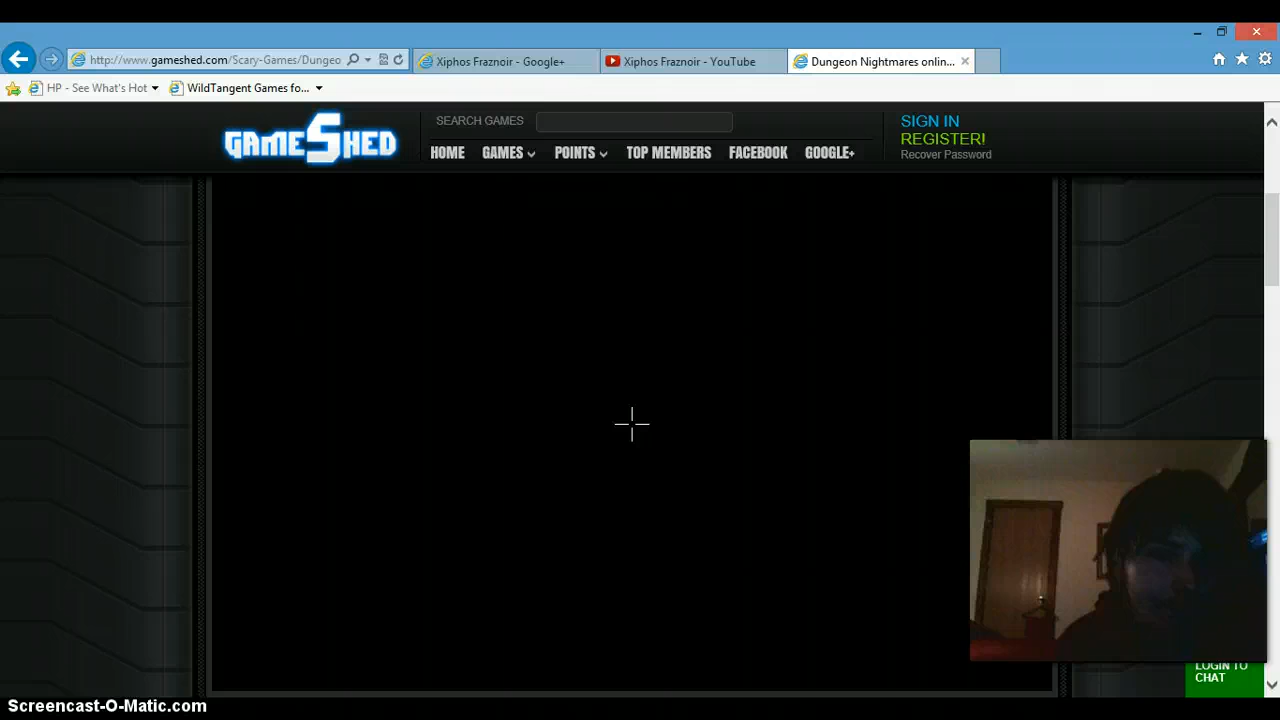 http://www.gameshed.com/Scary-Games/Dungeo
Xiphos Fraznoir - Google+
Xiphos Fraznoir - YouTube
Dungeon Nightmares onlin...
HP - See What's Hot
WildTangent Games fo...
GAMESHED
SEARCH GAMES
HOME
GAMES
POINTS
TOP MEMBERS
FACEBOOK
GOOGLE+
SIGN IN
REGISTER!
Recover Password
LOGIN TO
CHAT
Screencast-O-Matic.com